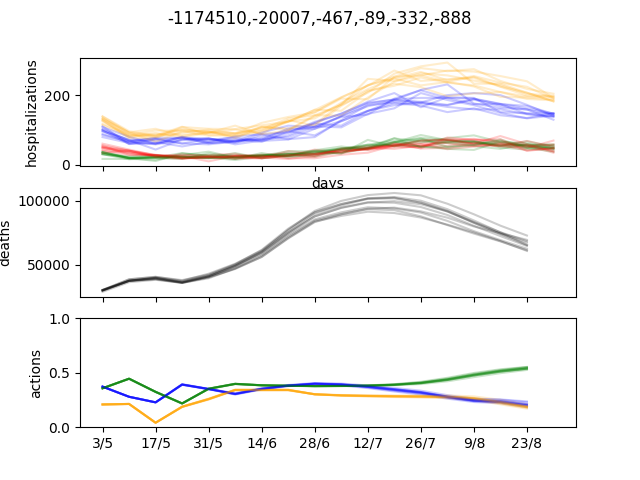 -1174510,-20007,-467,-89,-332,-888
hospitalizations
200
0
days
deaths
100000
50000
actions
1.0
0.5
0.0
3/5 17/5 31/5 14/6 28/6 12/7 26/7 9/8 23/8